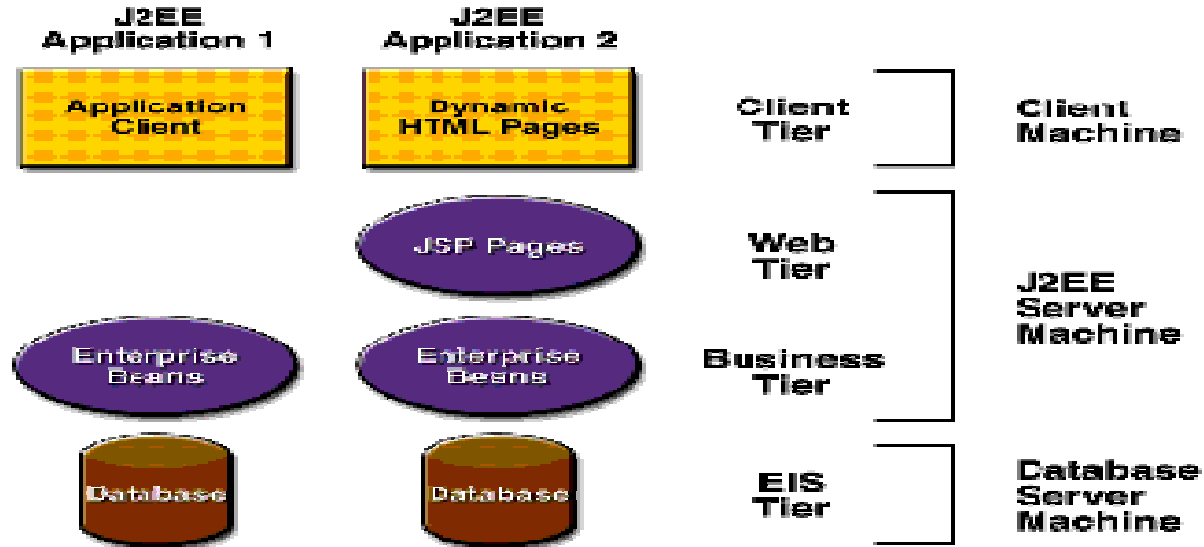 J2EE
Application 1
J2EE
Application 2
Application
Client
Dynamic
HTML Pages
Client
Tier
Client
Machine
JSP Pages
Web
Tier
J2EE
Server
Machine
Enterprise
Beans
Enterprise
Beans
Business
Tier
Database
Database
EIS
Tier
Database
Server
Machine